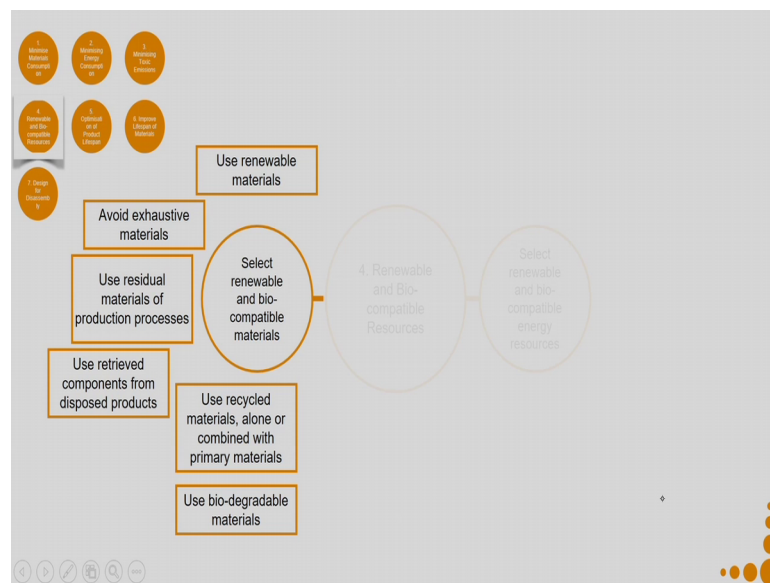 1.
Minimise
Materials
Consumpti
on
2.
Minimising
Energy
Consumpti
on
3.
Minimising
Toxic
Emissions
4.
Renewable
and Bio-
compatible
Resources
5.
Optimisati
on of
Product
Lifespan
6. Improve
Lifespan of
Materials
7. Design
for
Disassemb
ly
Use renewable
materials
Avoid exhaustive
materials
Use residual
materials of
production processes
Use retrieved
components from
disposed products
Select
renewable
and bio-
compatible
materials
Use recycled
materials, alone or
combined with
primary materials
Use bio-degradable
materials
4. Renewable
and Bio-
compatible
Resources
Select
renewable
and bio-
compatible
energy
resources